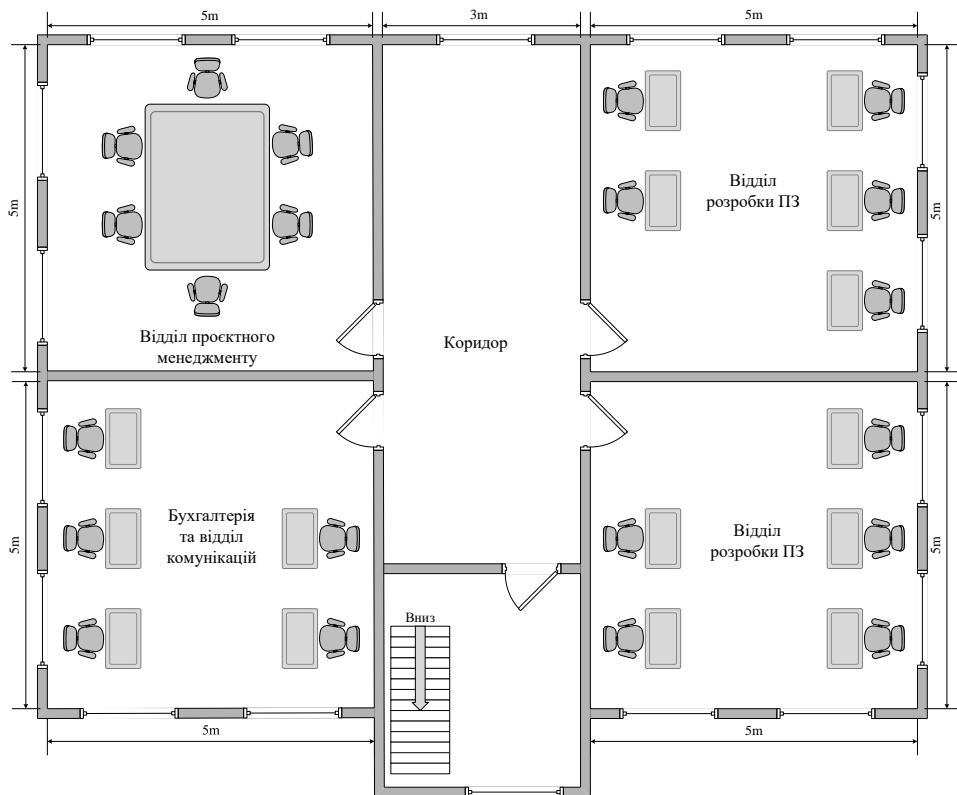 5m
3m
5m
5m
5m
Відділ
розробки ПЗ
Відділ проєктного
менеджменту
Коридор
5m
5m
Бухгалтерія
та відділ
комунікацій
Відділ
розробки ПЗ
Вниз
5m
5m